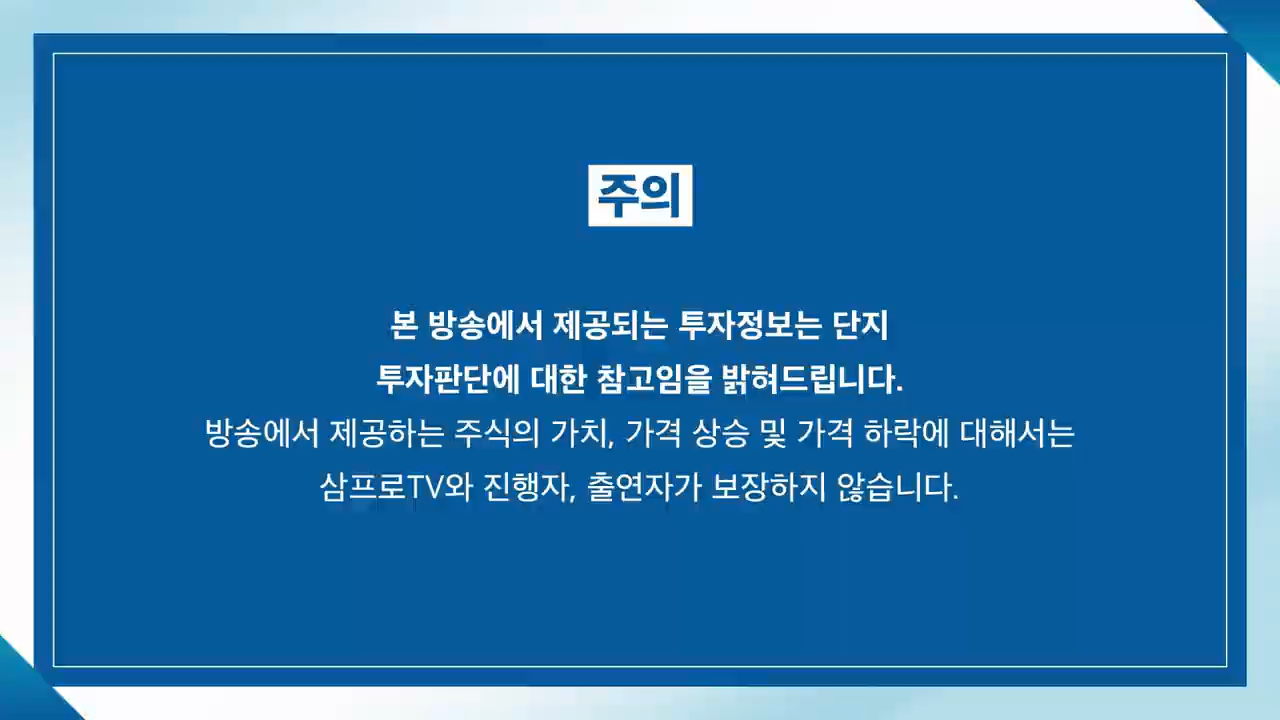 주의
본 방송에서 제공되는 투자정보는 단지
투자판단에 대한 참고임을 밝혀드립니다.
방송에서 제공하는 주식의 가치, 가격 상승 및 가격 하락에 대해서는
삼프로TV와 진행자, 출연자가 보장하지 않습니다.